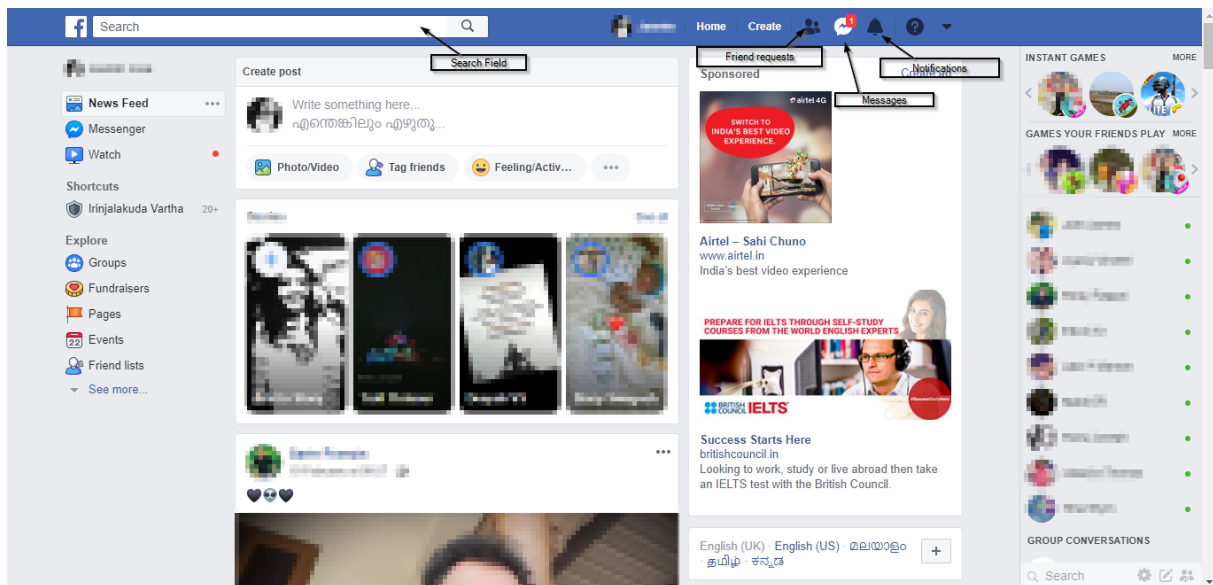 Search
Home
Create
1
Search Field
Friend requests
Notifications
Messages
News Feed
Messenger
Watch
Shortcuts
Irinjalakuda Vartha 20+
Explore
Groups
Fundraisers
Pages
22
Events
Friend lists
See more...
Create post
Write something here...
എന്തെങ്കിലും എഴുതൂ...
Photo/Video
Tag friends
Feeling/Activ...
Sponsored
Create ad
airtel 4G
SWITCH TO
INDIA'S BEST VIDEO
EXPERIENCE.
Airtel – Sahi Chuno
www.airtel.in
India's best video experience
PREPARE FOR IELTS THROUGH SELF-STUDY
COURSES FROM THE WORLD ENGLISH EXPERTS
BRITISH
COUNCIL
IELTS
Success Starts Here
britishcouncil.in
Looking to work, study or live abroad then take
an IELTS test with the British Council.
English (UK) · English (US) · മലയാളം
· தமிழ் · ಕನ್ನಡ
+
INSTANT GAMES MORE
GAMES YOUR FRIENDS PLAY MORE
GROUP CONVERSATIONS
Search